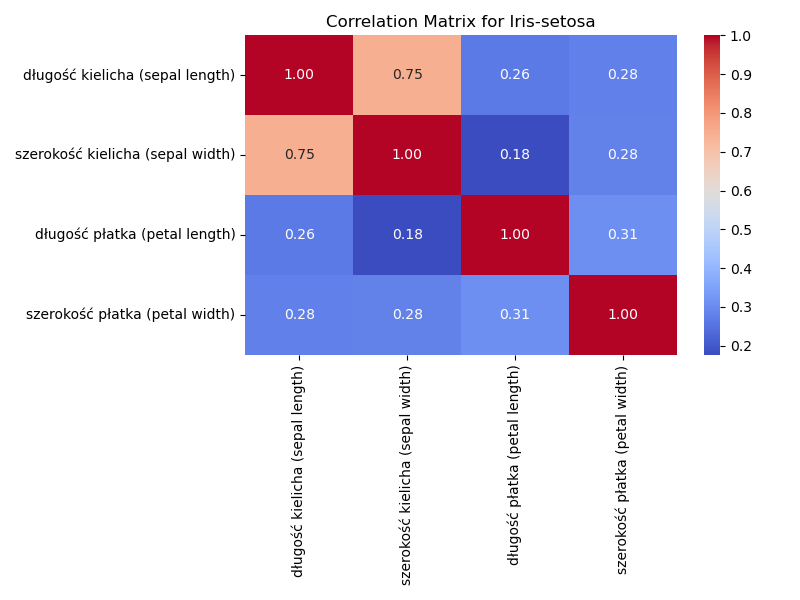 Correlation Matrix for Iris-setosa
długość kielicha (sepal length)
1.00 0.75 0.26 0.28
szerokość kielicha (sepal width)
0.75 1.00 0.18 0.28
długość płatka (petal length)
0.26 0.18 1.00 0.31
szerokość płatka (petal width)
0.28 0.28 0.31 1.00
długość kielicha (sepal length)
szerokość kielicha (sepal width)
długość płatka (petal length)
szerokość płatka (petal width)
1.0
0.9
0.8
0.7
0.6
0.5
0.4
0.3
0.2